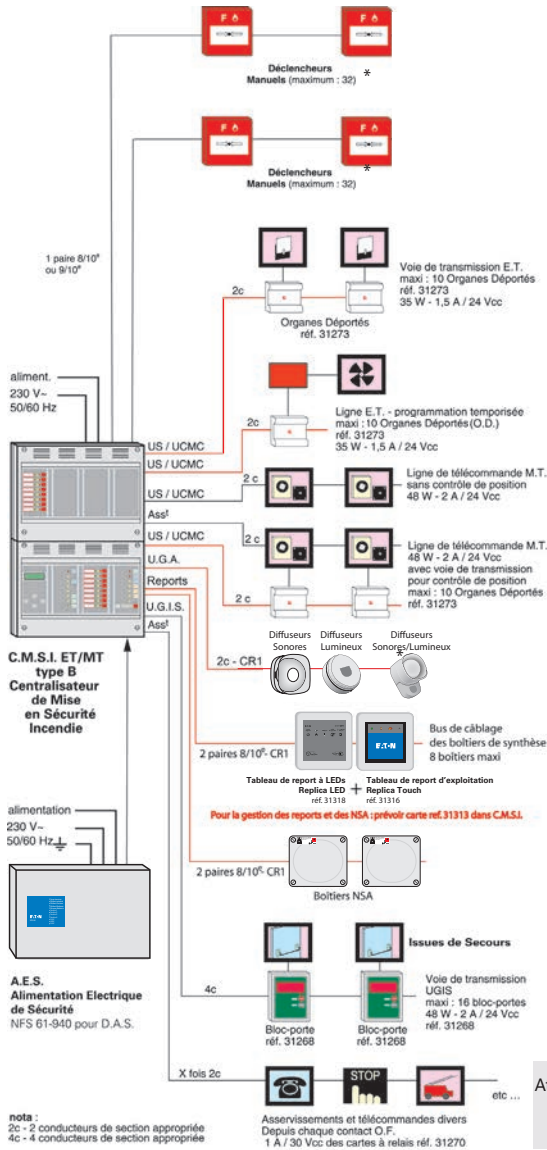 F
F
Déclencheurs
Manuels (maximum : 32) *
F
F
Déclencheurs
Manuels (maximum : 32) *
1 paire 8/10e
ou 9/10e
2c
Organes Déportés
réf. 31273
Voie de transmission E.T.
maxi : 10 Organes Déportés
réf. 31273
35 W - 1,5 A / 24 Vcc
aliment.
230 V~
50/60 Hz
2c
Ligne E.T. - programmation temporisée
maxi : 10 Organes Déportés (O.D.)
réf. 31273
35 W - 1,5 A / 24 Vcc
US / UCMC
US / UCMC
US / UCMC
Asst
US / UCMC
U.G.A.
Reports
U.G.I.S.
Asst
2 c
Ligne de télécommande M.T.
sans contrôle de position
48 W - 2 A / 24 Vcc
2 c
2 c
Ligne de télécommande M.T.
48 W - 2 A / 24 Vcc
avec voie de transmission
pour contrôle de position
maxi : 10 Organes Déportés
réf. 31273
C.M.S.I. ET/MT
type B
Centralisateur
de Mise
en Sécurité
Incendie
Diffuseurs
Sonores
Diffuseurs
Lumineux
Diffuseurs
Sonores/Lumineux
*
2c - CR1
2 paires 8/10e- CR1
E·T·N
Bus de câblage
des boîtiers de synthèse
8 boîtiers maxi
Tableau de report à LEDs
Replica LED
réf. 31318
+
Tableau de report d'exploitation
Replica Touch
réf. 31316
Pour la gestion des reports et des NSA : prévoir carte ref. 31313 dans C.M.S.I.
2 paires 8/10e- CR1
Boîtiers NSA
alimentation
230 V~
50/60 Hz
E·T·N
A.E.S.
Alimentation Electrique
de Sécurité
NFS 61-940 pour D.A.S.
Issues de Secours
4c
Bloc-porte
réf. 31268
Bloc-porte
réf. 31268
Voie de transmission
UGIS
maxi : 16 bloc-portes
48 W - 2 A / 24 Vcc
réf. 31268
X fois 2c
STOP
etc ...
Asservissements et télécommandes divers
Depuis chaque contact O.F.
1 A / 30 Vcc des cartes à relais réf. 31270
nota :
2c - 2 conducteurs de section appropriée
4c - 4 conducteurs de section appropriée